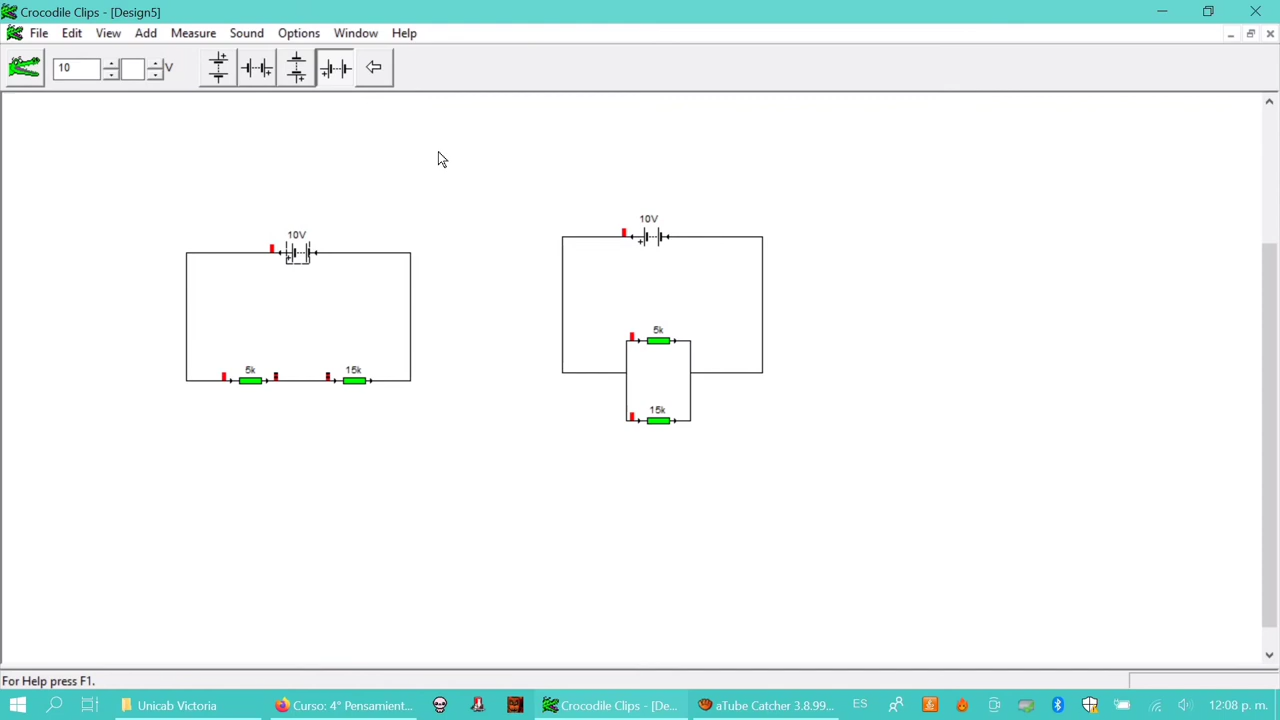 Crocodile Clips - [Design5]
File Edit View Add Measure Sound Options Window Help
10 V
10V
10V
5k
5k 15k
15k
For Help press F1.
Unicab Victoria
Curso: 4° Pensamient...
Crocodile Clips - [De...
aTube Catcher 3.8.99...
ES
12:08 p. m.